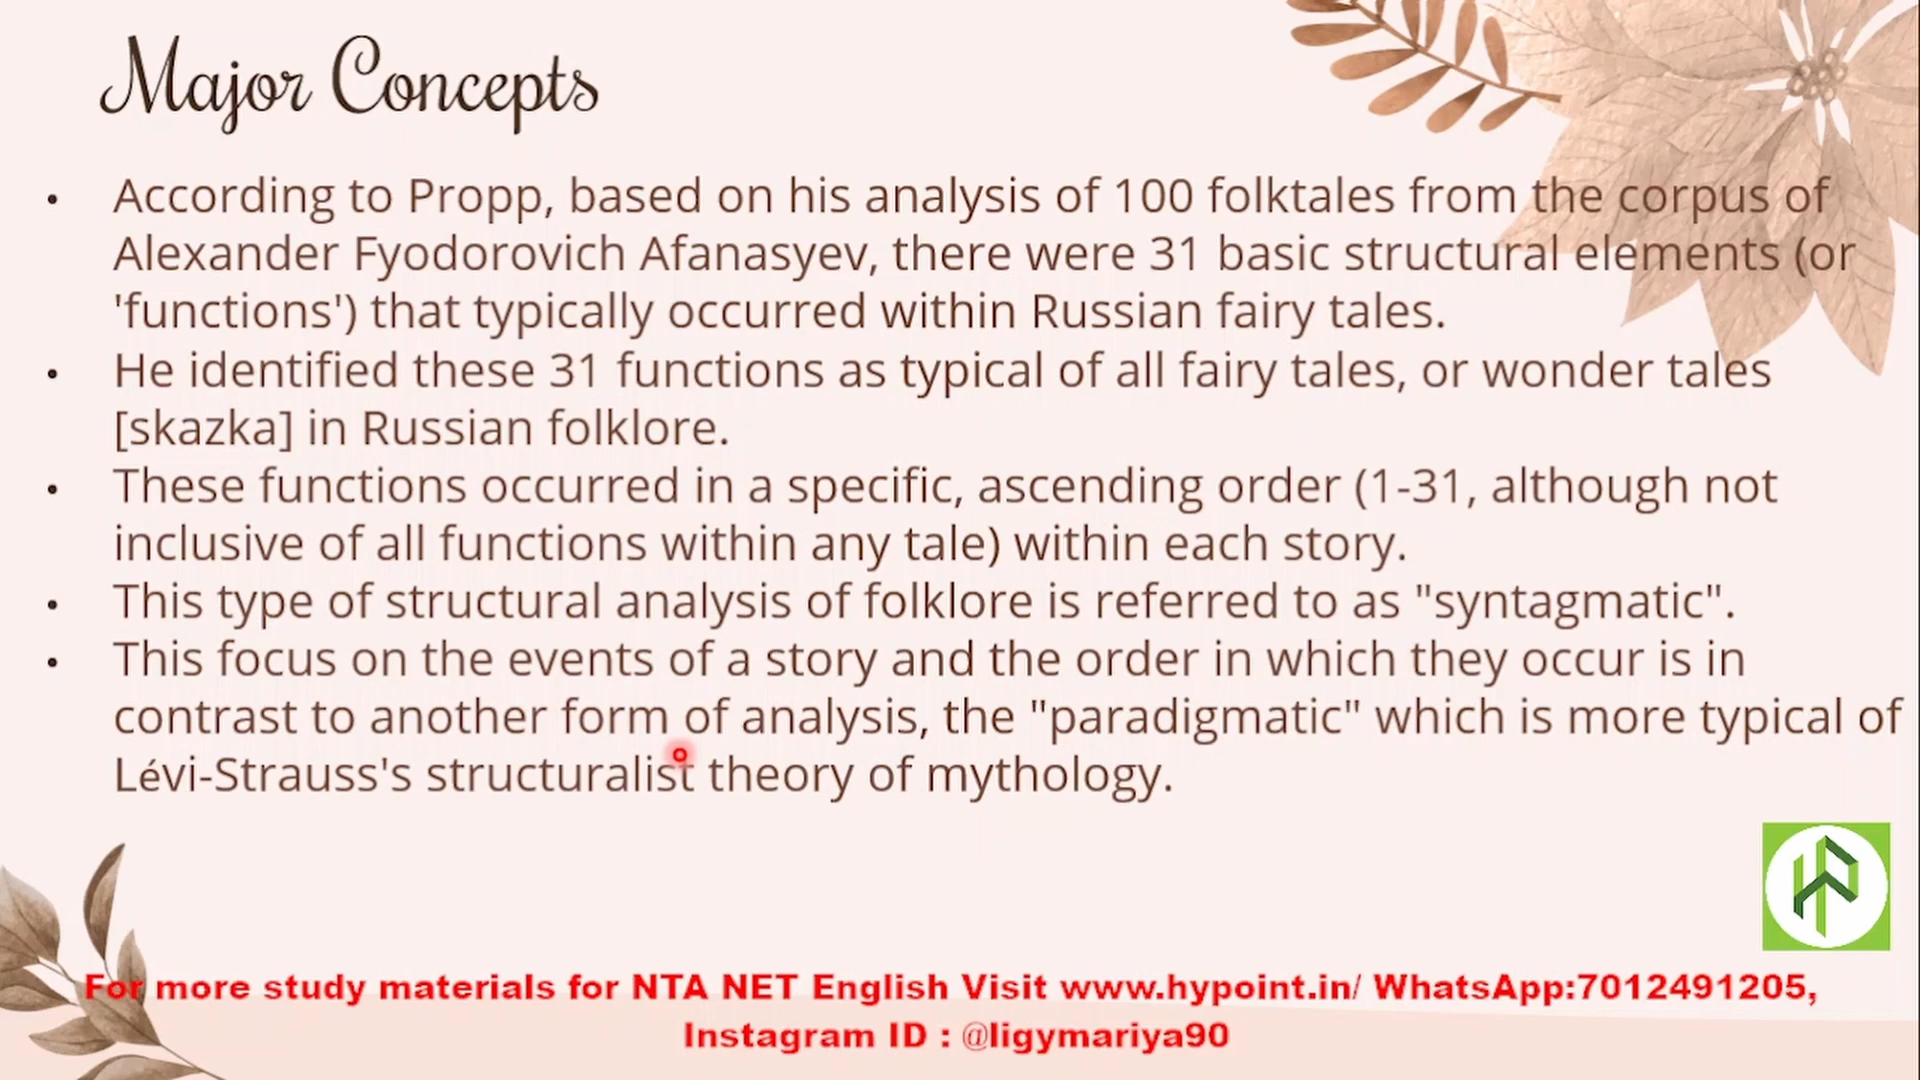 Major Concepts
• According to Propp, based on his analysis of 100 folktales from the corpus of
Alexander Fyodorovich Afanasyev, there were 31 basic structural elements (or
'functions') that typically occurred within Russian fairy tales.
• He identified these 31 functions as typical of all fairy tales, or wonder tales
[skazka] in Russian folklore.
• These functions occurred in a specific, ascending order (1-31, although not
inclusive of all functions within any tale) within each story.
• This type of structural analysis of folklore is referred to as "syntagmatic".
• This focus on the events of a story and the order in which they occur is in
contrast to another form of analysis, the "paradigmatic" which is more typical of
Lévi-Strauss's structuralist theory of mythology.
For more study materials for NTA NET English Visit www.hypoint.in/ WhatsApp:7012491205,
Instagram ID : @ligymariya90